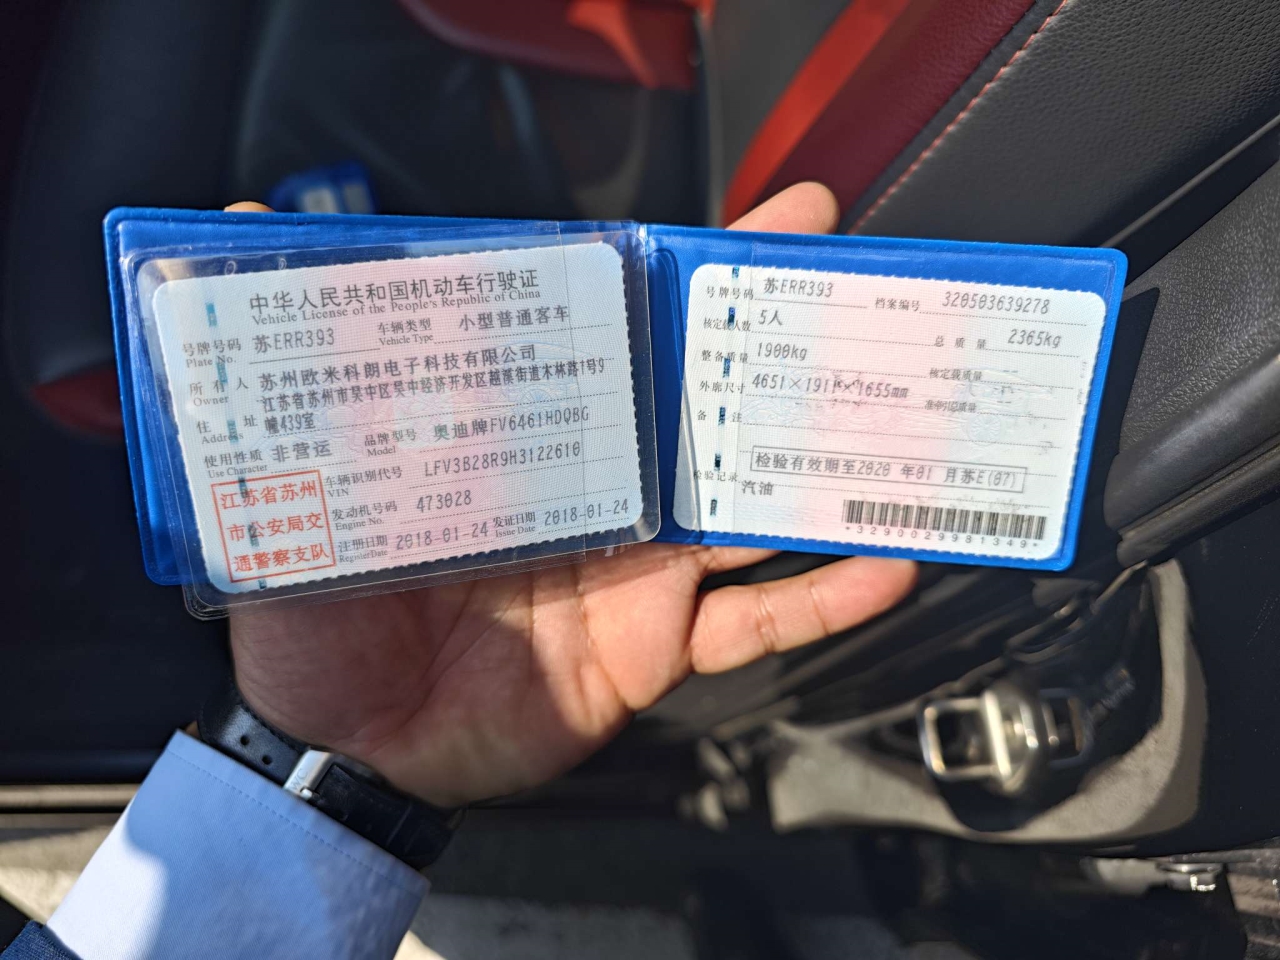 中华人民共和国机动车行驶证
Vehicle License of the People's Republic of China
号牌号码 苏ERR393 车辆类型 小型普通客车
Plate No. Vehicle Type
所有人 苏州欧米科朗电子科技有限公司
Owner
江苏省苏州市吴中区吴中经济开发区越溪街道木林路1号9
住址 幢439室
Address
使用性质 非营运 品牌型号 奥迪牌FV6461HDQBG
Use Character Model
车辆识别代号 LFV3B28R9H3122610
VIN
发动机号码 473028
Engine No.
注册日期 2018-01-24 发证日期 2018-01-24
Register Date Issue Date
江苏省苏州
市公安局交
通警察支队
号牌号码 苏ERR393 档案编号 320503639278
核定载人数 5人 总质量 2365kg
整备质量 1900kg 核定载质量 --
外廓尺寸 4651×191 ×1655mm 准牵引总质量 --
备注
检验有效期至2020年01月苏E(07)
检验记录
汽油
*3290029981349*